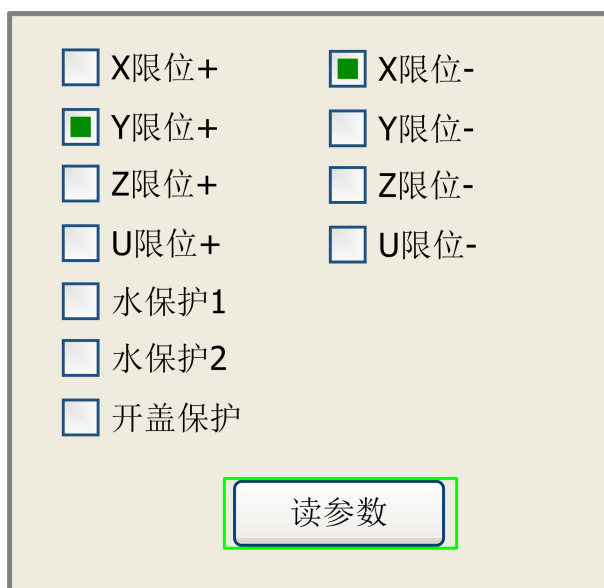 X限位+ X限位-
Y限位+ Y限位-
Z限位+ Z限位-
U限位+ U限位-
水保护1
水保护2
开盖保护
读参数